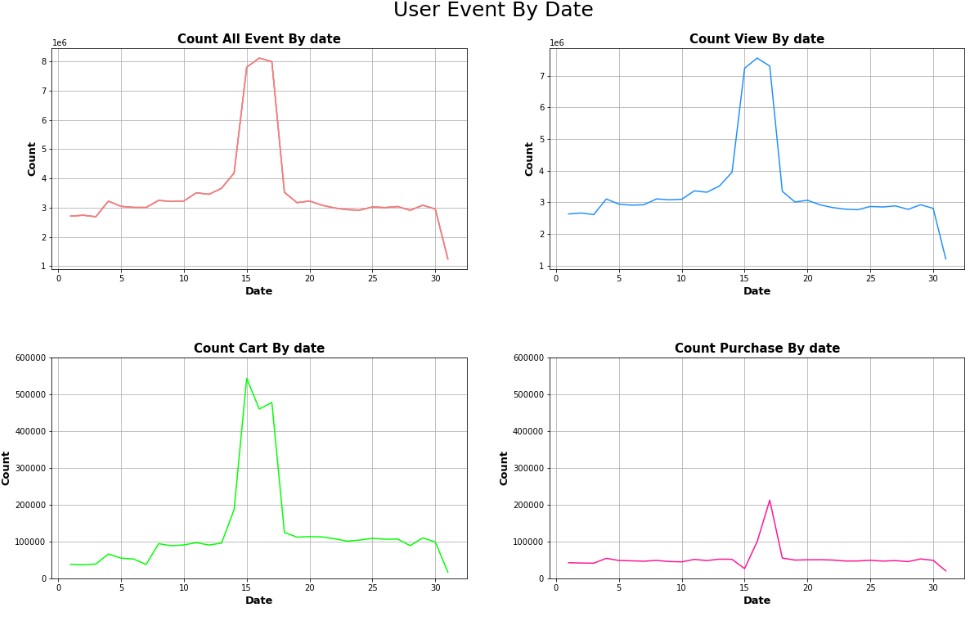 User Event By Date
Count All Event By date
1e6
Count
8
7
6
5
4
3
2
1
0 5 10 15 20 25 30
Date
Count View By date
1e6
Count
7
6
5
4
3
2
1
0 5 10 15 20 25 30
Date
Count Cart By date
Count
600000
500000
400000
300000
200000
100000
0
0 5 10 15 20 25 30
Date
Count Purchase By date
Count
600000
500000
400000
300000
200000
100000
0
0 5 10 15 20 25 30
Date